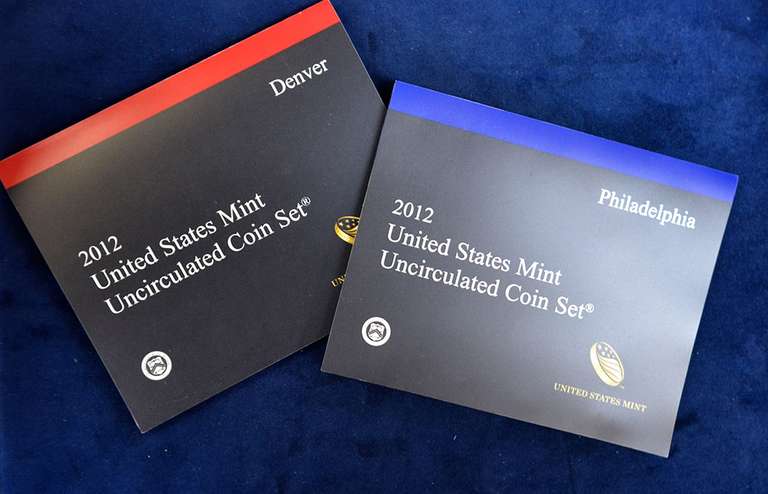 Denver
2012
United States Mint
Uncirculated Coin Set®
Philadelphia
2012
United States Mint
Uncirculated Coin Set®
UNITED STATES MINT